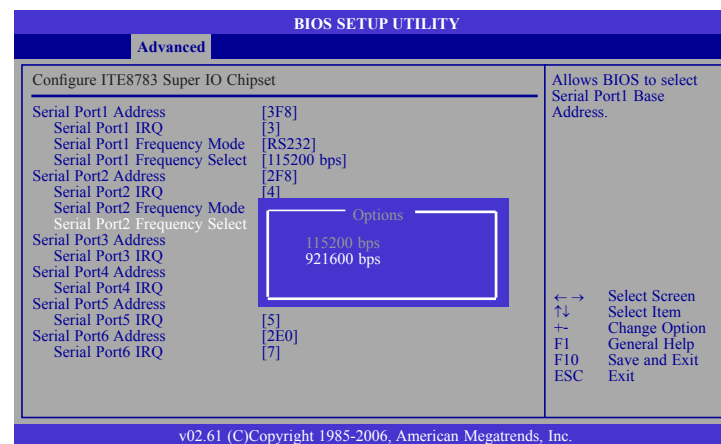 BIOS SETUP UTILITY
Advanced
Configure ITE8783 Super IO Chipset
Serial Port1 Address [3F8]
Serial Port1 IRQ [3]
Serial Port1 Frequency Mode [RS232]
Serial Port1 Frequency Select [115200 bps]
Serial Port2 Address [2F8]
Serial Port2 IRQ [4]
Serial Port2 Frequency Mode
Serial Port2 Frequency Select
Serial Port3 Address
Serial Port3 IRQ
Serial Port4 Address
Serial Port4 IRQ
Serial Port5 Address
Serial Port5 IRQ [5]
Serial Port6 Address [2E0]
Serial Port6 IRQ [7]
Options
115200 bps
921600 bps
Allows BIOS to select
Serial Port1 Base
Address.
←→ Select Screen
↑↓ Select Item
+- Change Option
F1 General Help
F10 Save and Exit
ESC Exit
v02.61 (C)Copyright 1985-2006, American Megatrends, Inc.